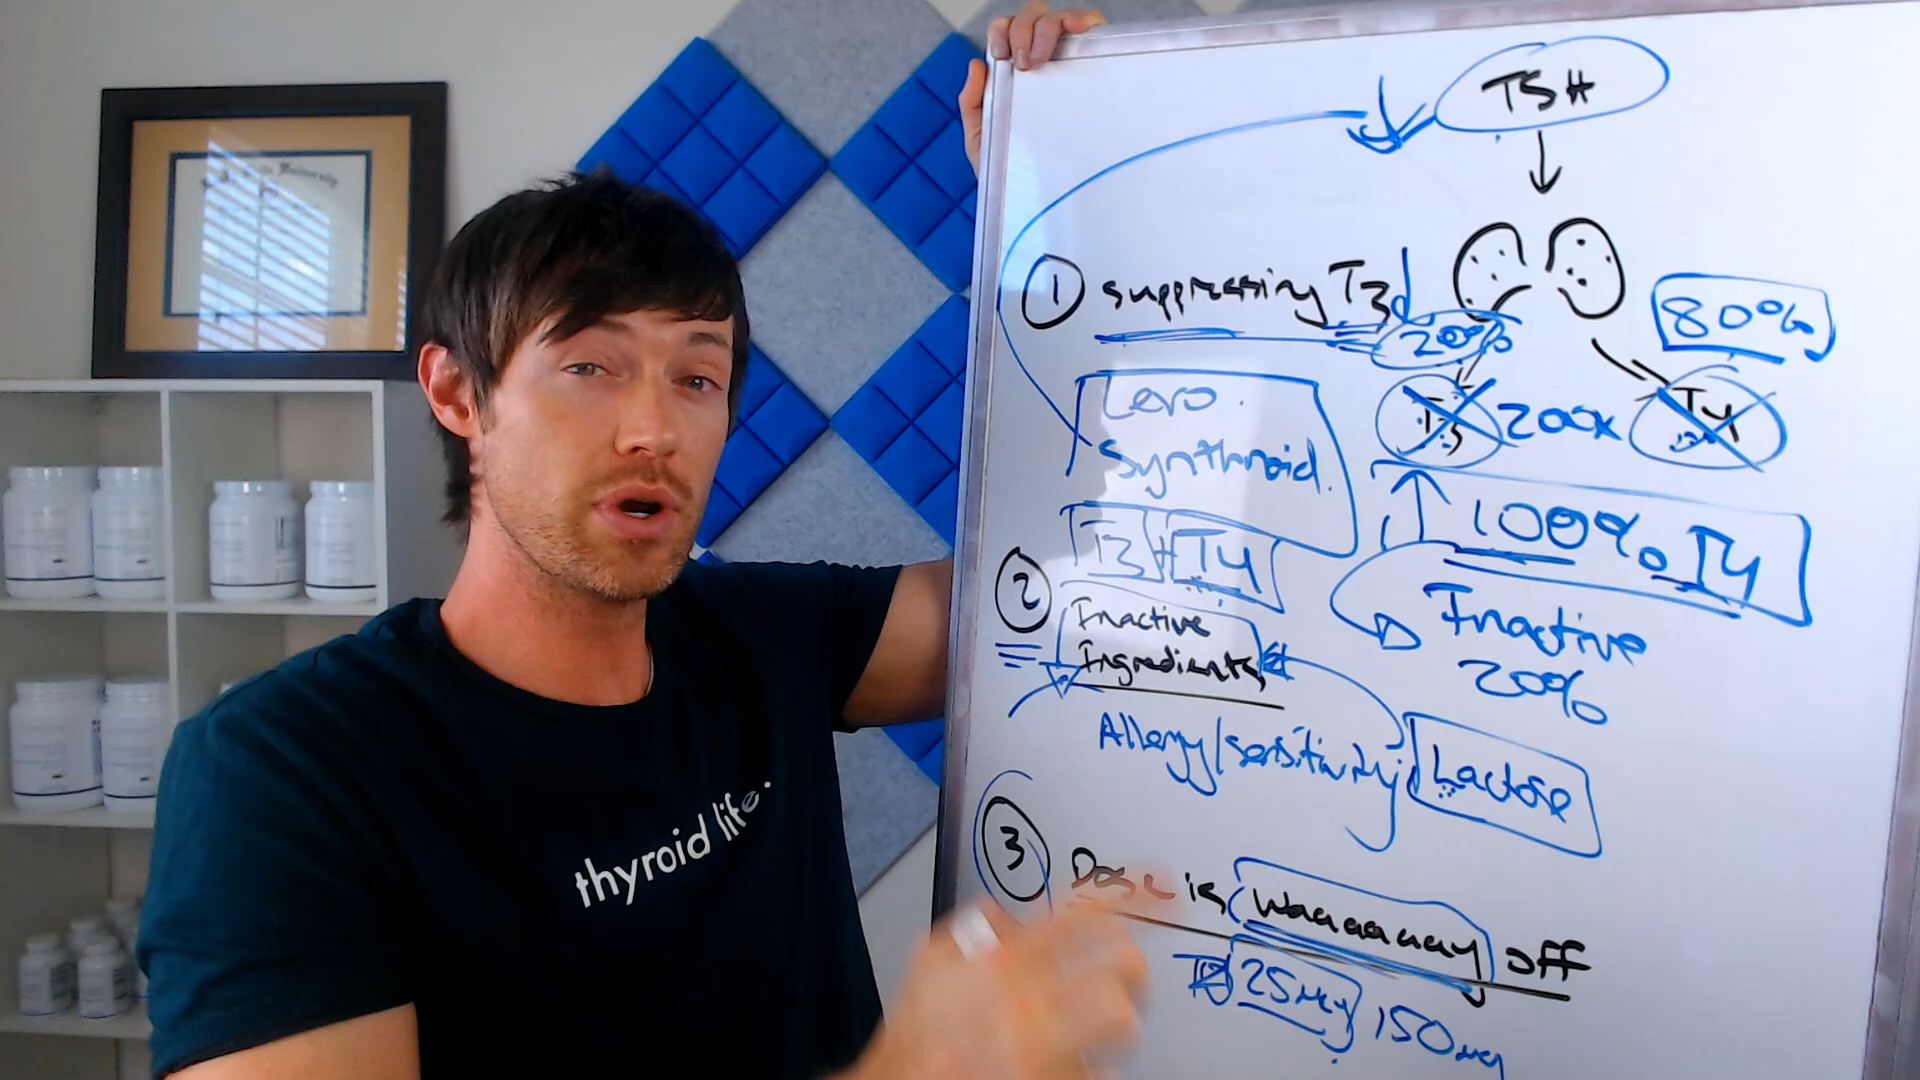 TSH
1 suppressing T3
20%
80%
T3 200x T4
Levo.
Synthroid.
T3 + T4
100% T4
Inactive
20%
2 Inactive
Ingredients
Allergy/sensitivity
Lactose
3 Dose is waaaaaay off
25mcg 150mcg
thyroid life.